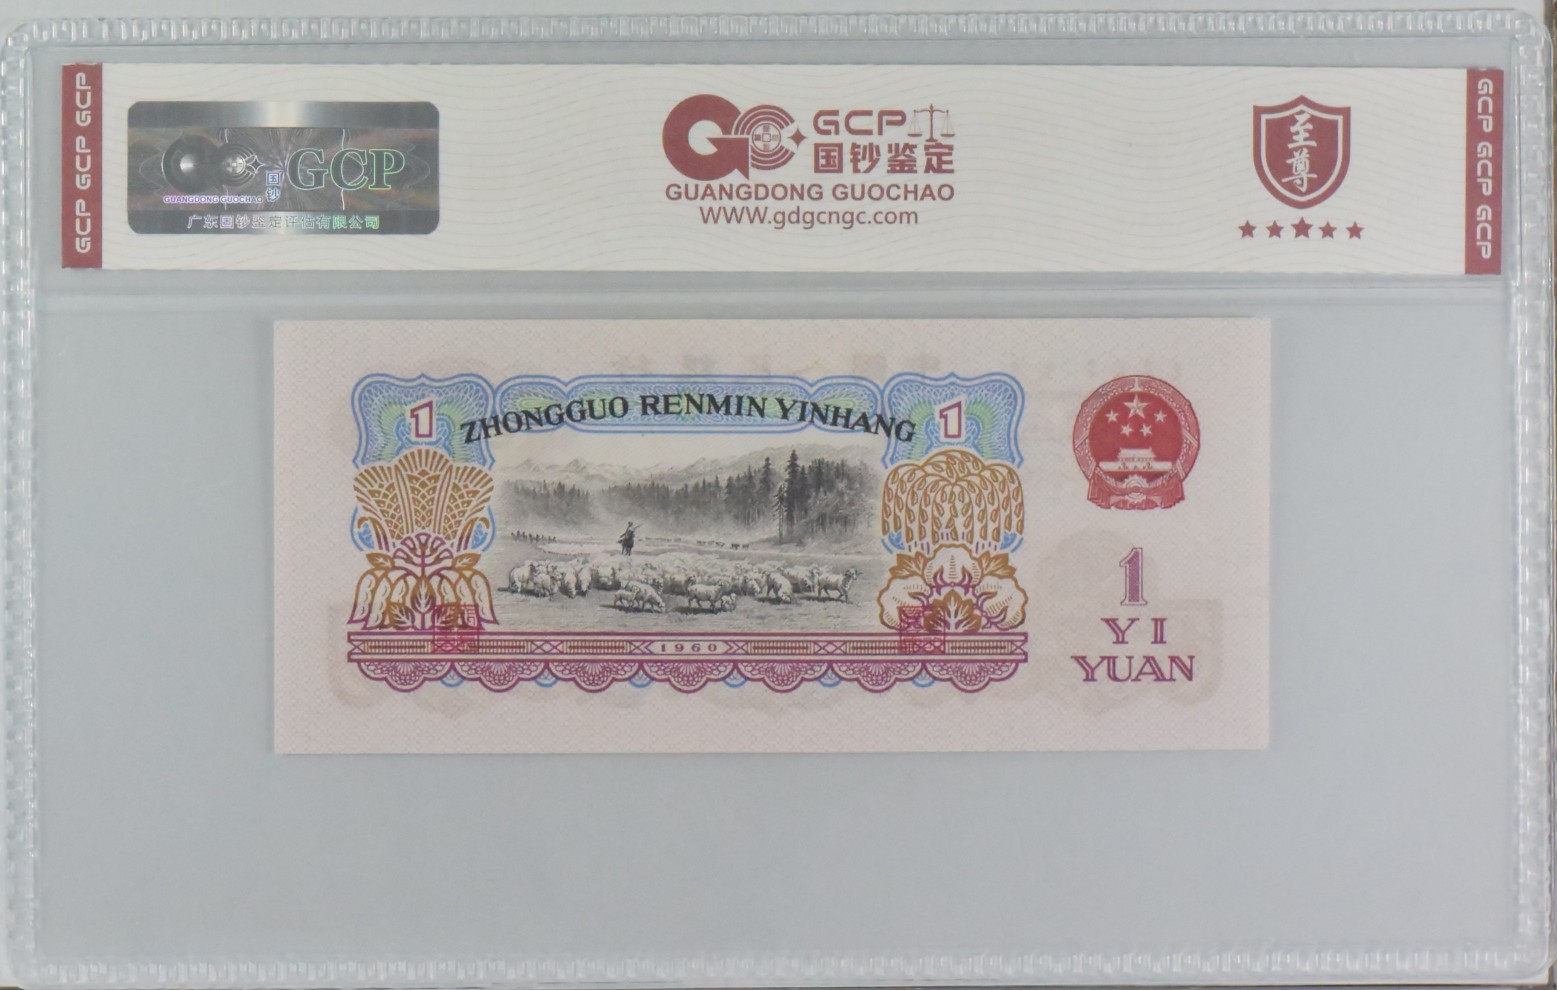 GCP GCP GCP
GCP
国钞
GUANGDONG GUOCHAO
广东国钞鉴定评估有限公司
GCP
国钞鉴定
GUANGDONG GUOCHAO
WWW.gdgcngc.com
至尊
GCP GCP GCP
ZHONGGUO RENMIN YINHANG
1
1
1960
1
YI
YUAN